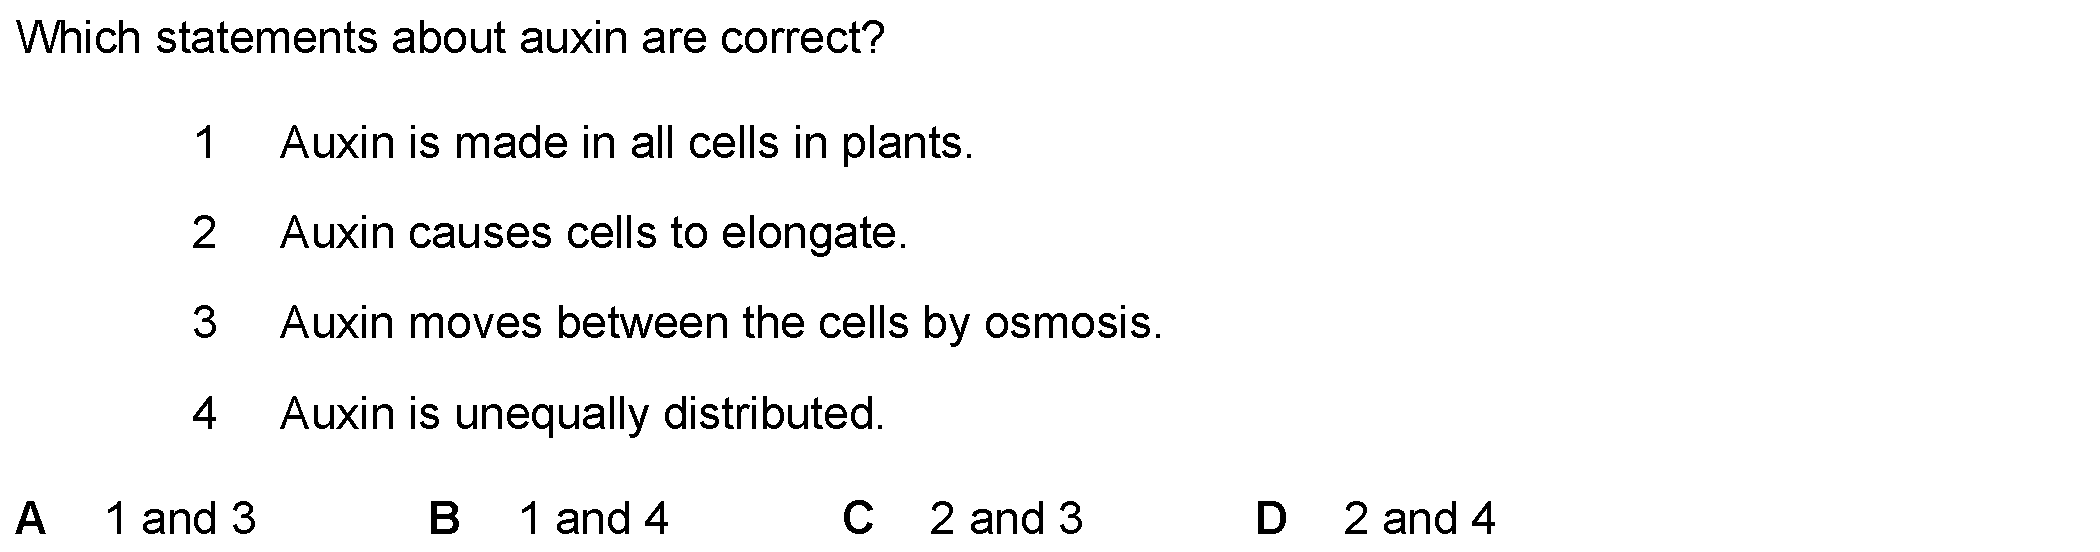 Which statements about auxin are correct?
1 Auxin is made in all cells in plants.
2 Auxin causes cells to elongate.
3 Auxin moves between the cells by osmosis.
4 Auxin is unequally distributed.
A 1 and 3 B 1 and 4 C 2 and 3 D 2 and 4